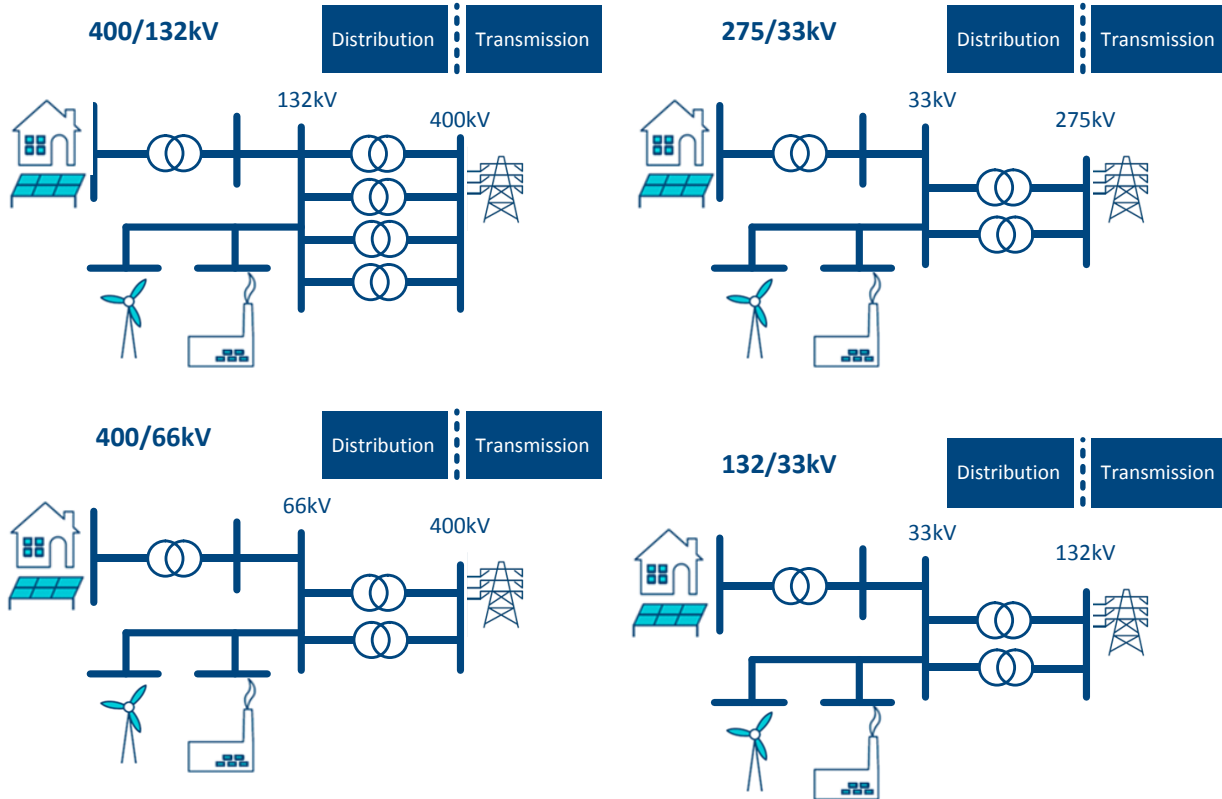 400/132kV
Distribution
Transmission
132kV
400kV
275/33kV
Distribution
Transmission
33kV
275kV
400/66kV
Distribution
Transmission
66kV
400kV
132/33kV
Distribution
Transmission
33kV
132kV